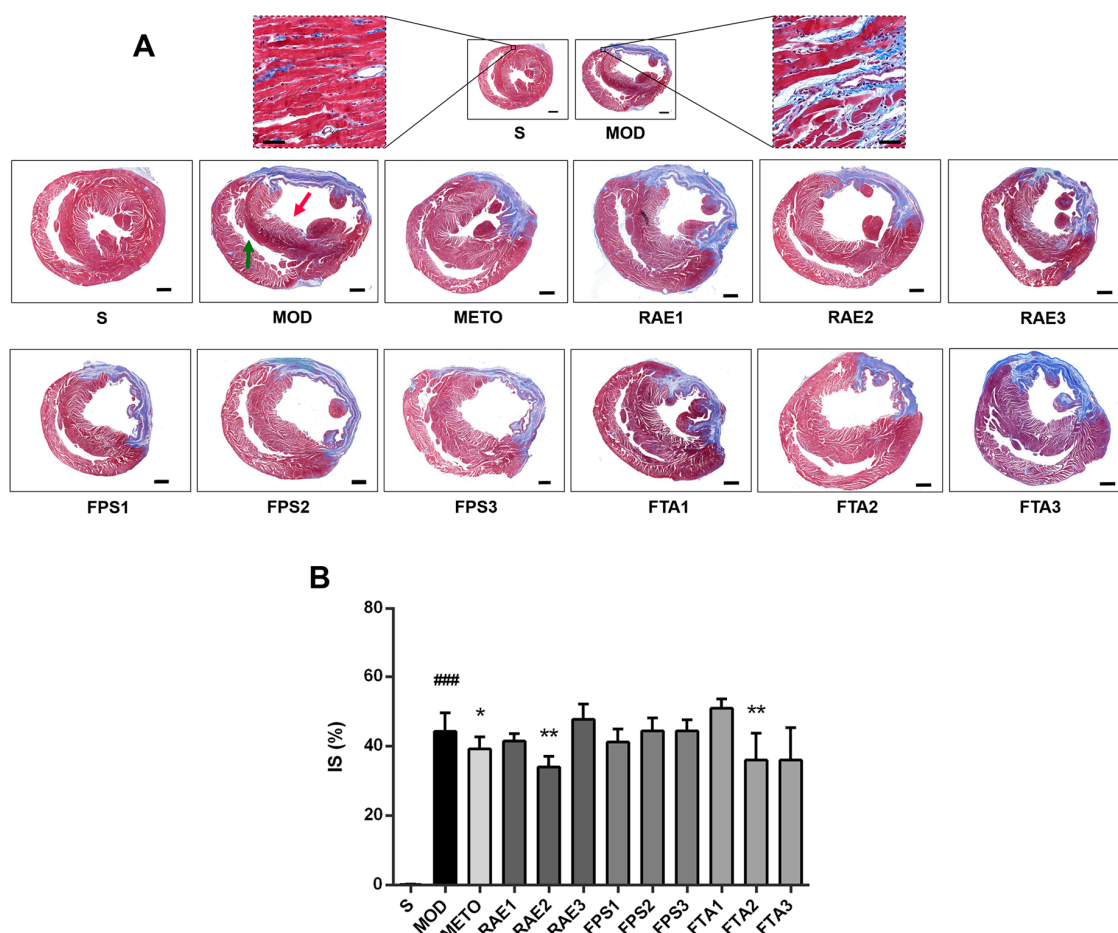 A
S MOD
S MOD METO RAE1 RAE2 RAE3
FPS1 FPS2 FPS3 FTA1 FTA2 FTA3
B
80
60
40
20
0
IS (%)
###
*
**
**
S MOD METO RAE1 RAE2 RAE3 FPS1 FPS2 FPS3 FTA1 FTA2 FTA3